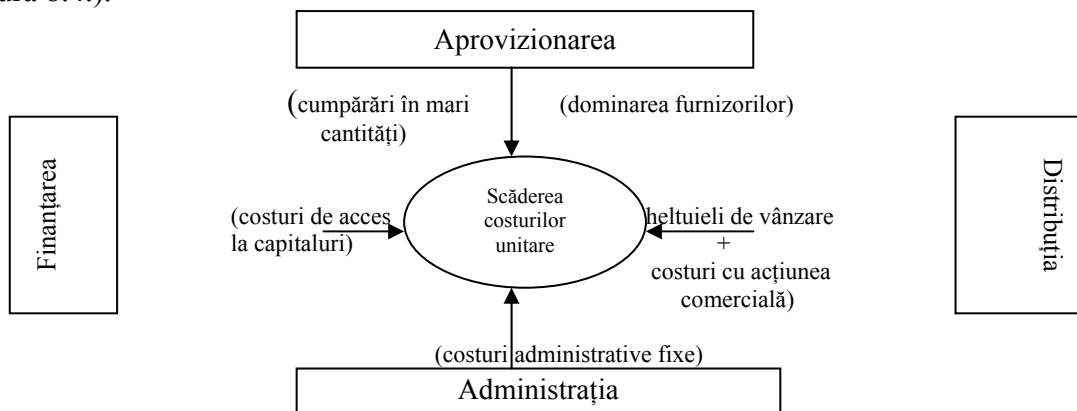 Aprovizionarea
(cumpărări în mari
cantități)
(dominarea furnizorilor)
Finanțarea
(costuri de acces
la capitaluri)
Scăderea
costurilor
unitare
heltuieli de vânzare
+
costuri cu acțiunea
comercială)
Distribuția
(costuri administrative fixe)
Administrația